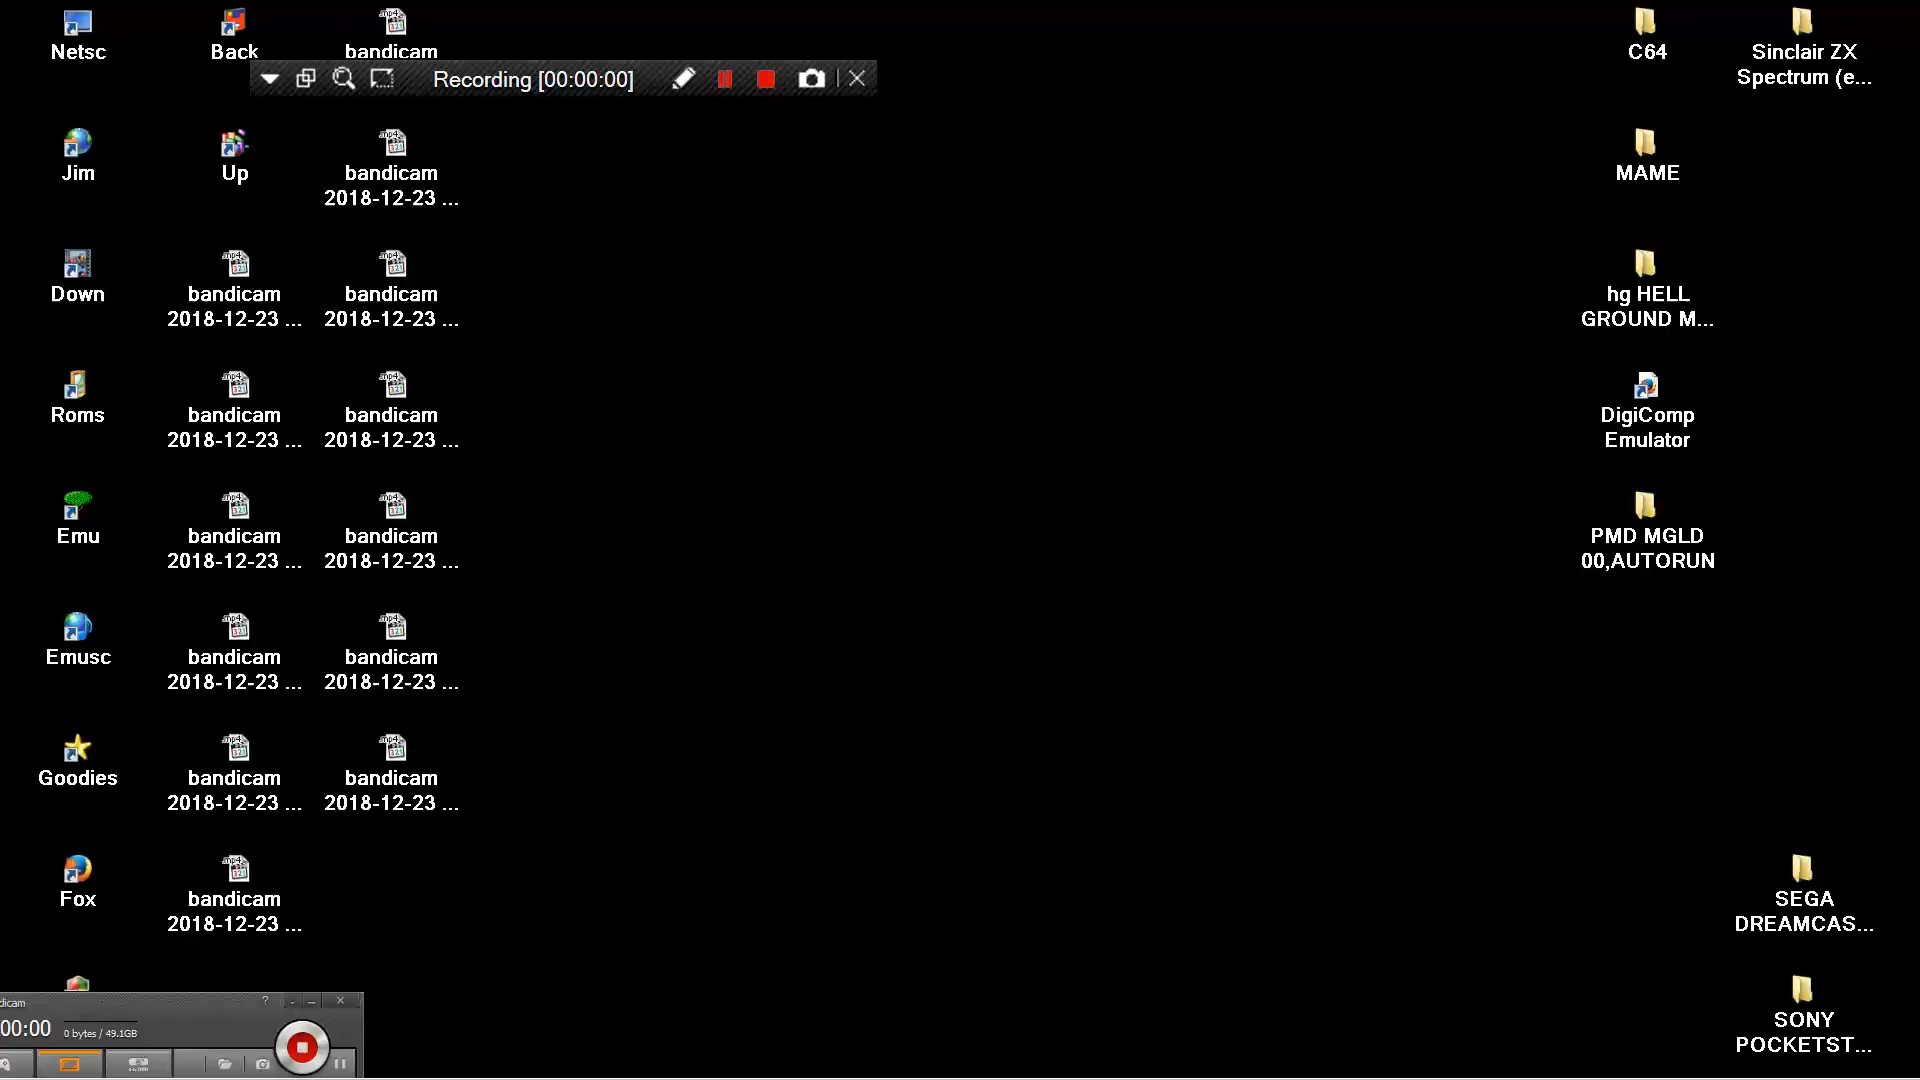 Netsc
Back
bandicam
C64
Sinclair ZX
Spectrum (e...
Recording [00:00:00]
Jim
Up
bandicam
2018-12-23 ...
MAME
Down
bandicam
2018-12-23 ...
bandicam
2018-12-23 ...
hg HELL
GROUND M...
Roms
bandicam
2018-12-23 ...
bandicam
2018-12-23 ...
DigiComp
Emulator
Emu
bandicam
2018-12-23 ...
bandicam
2018-12-23 ...
PMD MGLD
00,AUTORUN
Emusc
bandicam
2018-12-23 ...
bandicam
2018-12-23 ...
Goodies
bandicam
2018-12-23 ...
bandicam
2018-12-23 ...
Fox
bandicam
2018-12-23 ...
SEGA
DREAMCAS...
SONY
POCKETST...
dicam
00:00
0 bytes / 49.1GB